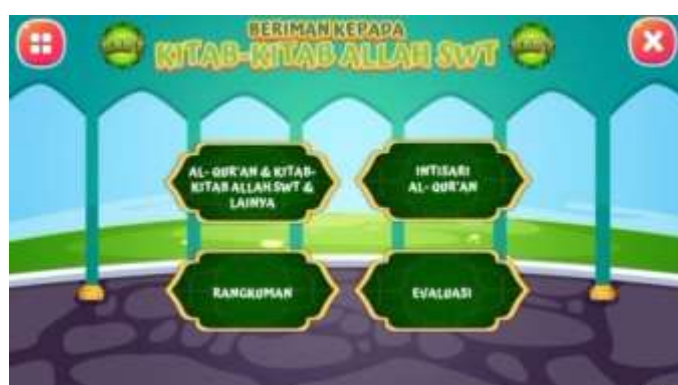 BERIMAN KEPADA
KITAB-KITAB ALLAH SWT
AL-QUR'AN & KITAB-
KITAB ALLAH SWT &
LAINYA
INTISARI
AL-QUR'AN
RANGKUMAN
EVALUASI